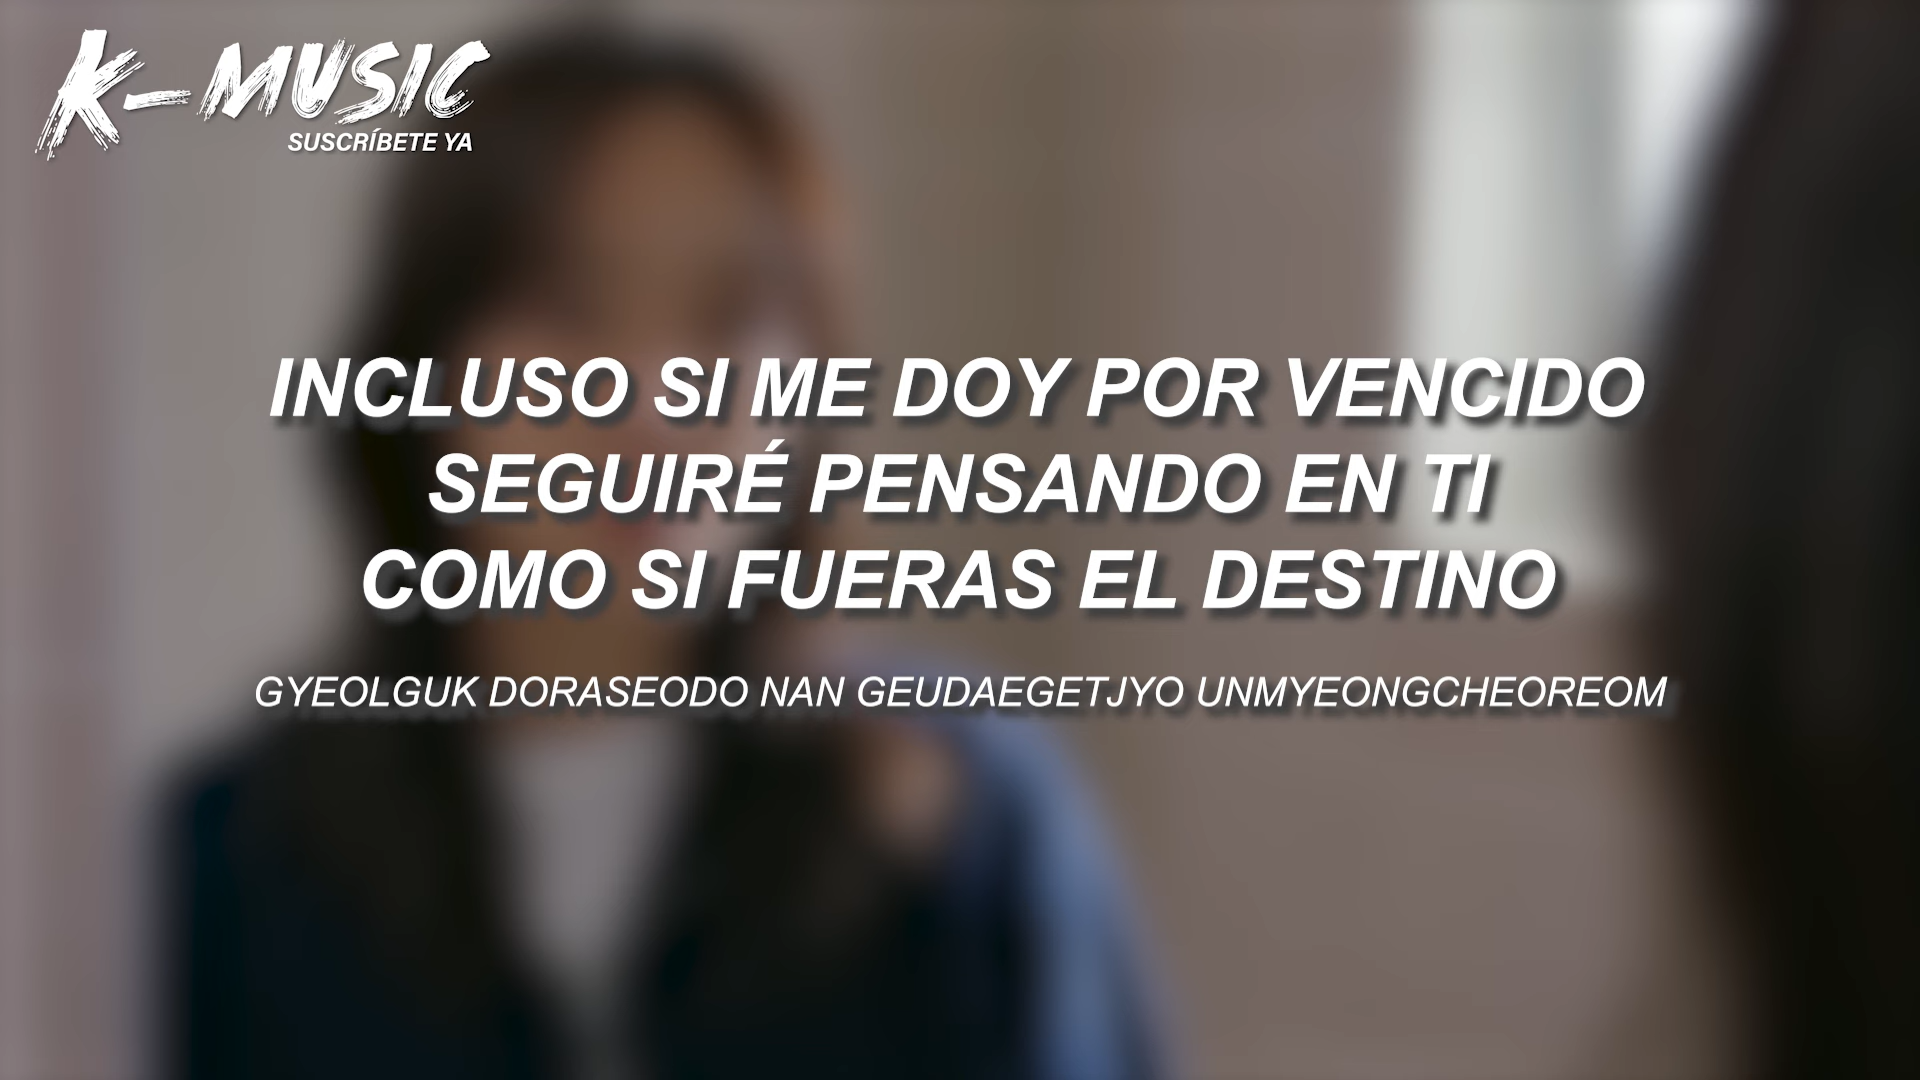 K-MUSIC
SUSCRÍBETE YA
INCLUSO SI ME DOY POR VENCIDO
SEGUIRÉ PENSANDO EN TI
COMO SI FUERAS EL DESTINO
GYEOLGUK DORASEODO NAN GEUDAEGETJYO UNMYEONGCHEOREOM